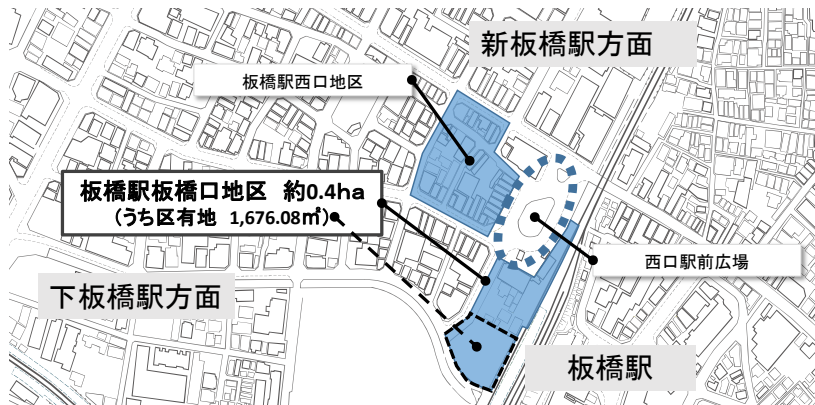 新板橋駅方面
板橋駅西口地区
板橋駅板橋口地区　約0.4ha
(うち区有地　1,676.08㎡)
西口駅前広場
下板橋駅方面
板橋駅